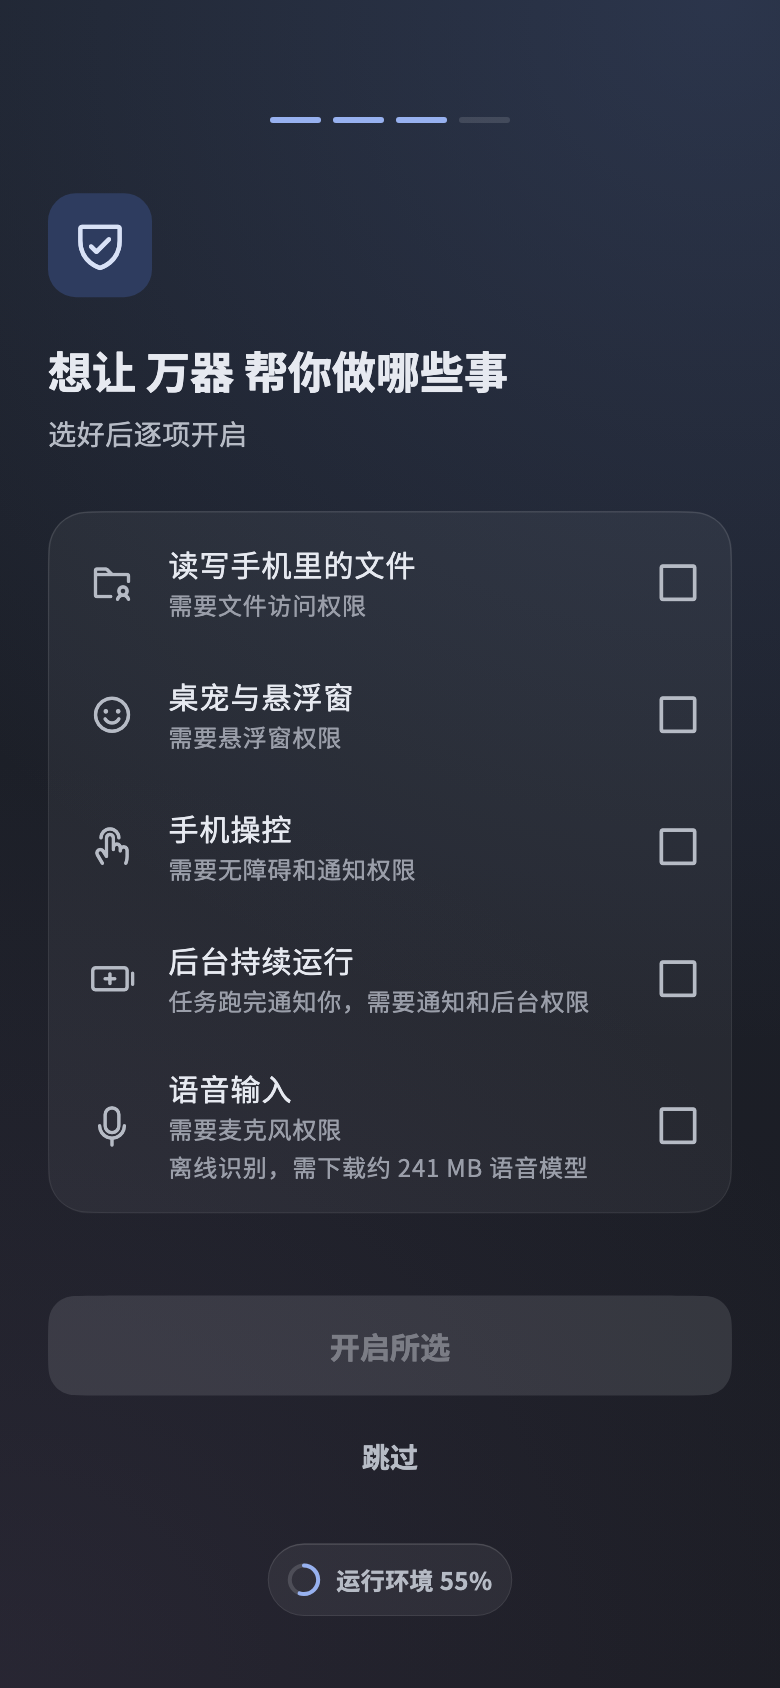 想让 万器 帮你做哪些事
选好后逐项开启
读写手机里的文件
需要文件访问权限
桌宠与悬浮窗
需要悬浮窗权限
手机操控
需要无障碍和通知权限
后台持续运行
任务跑完通知你，需要通知和后台权限
语音输入
需要麦克风权限
离线识别，需下载约 241 MB 语音模型
开启所选
跳过
运行环境 55%